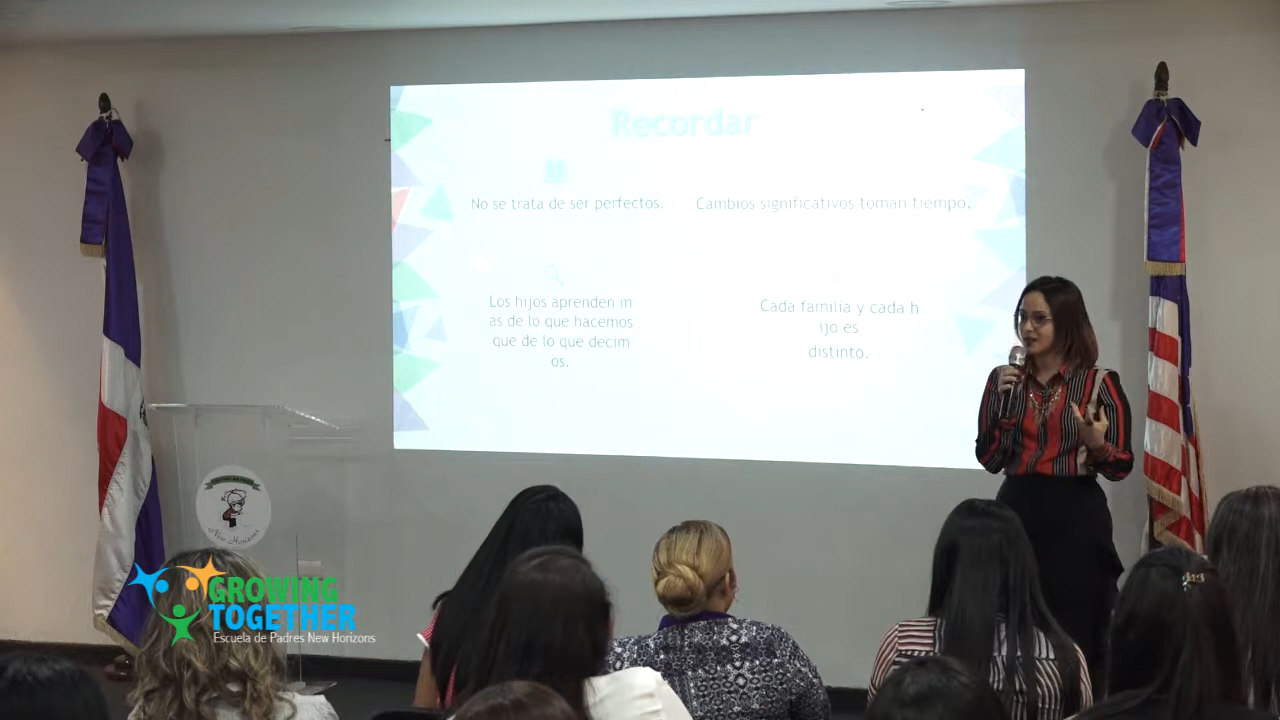 Recordar
No se trata de ser perfectos.
Cambios significativos toman tiempo.
Los hijos aprenden m
as de lo que hacemos
que de lo que decim
os.
Cada familia y cada h
ijo es
distinto.
New Horizons
GROWING
TOGETHER
Escuela de Padres New Horizons